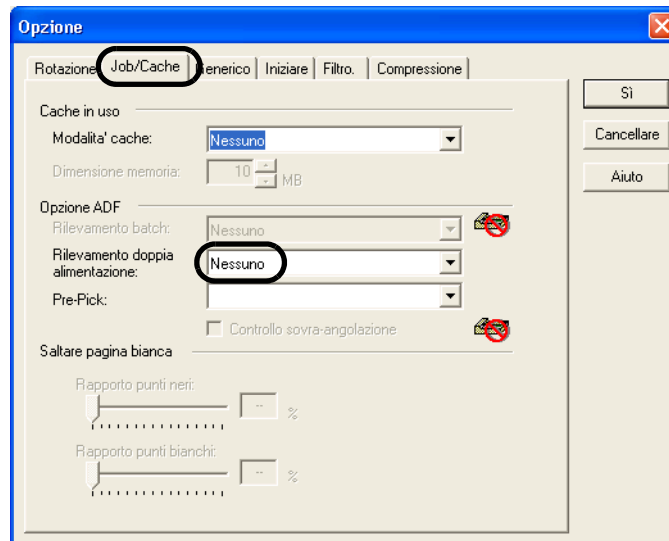 Opzione
Rotazione Job/Cache Generico Iniziare Filtro. Compressione
Sì
Cancellare
Aiuto
Cache in uso
Modalita' cache: Nessuno
Dimensione memoria: 10 MB
Opzione ADF
Rilevamento batch: Nessuno
Rilevamento doppia
alimentazione: Nessuno
Pre-Pick:
Controllo sovra-angolazione
Saltare pagina bianca
Rapporto punti neri:
-- %
Rapporto punti bianchi:
-- %